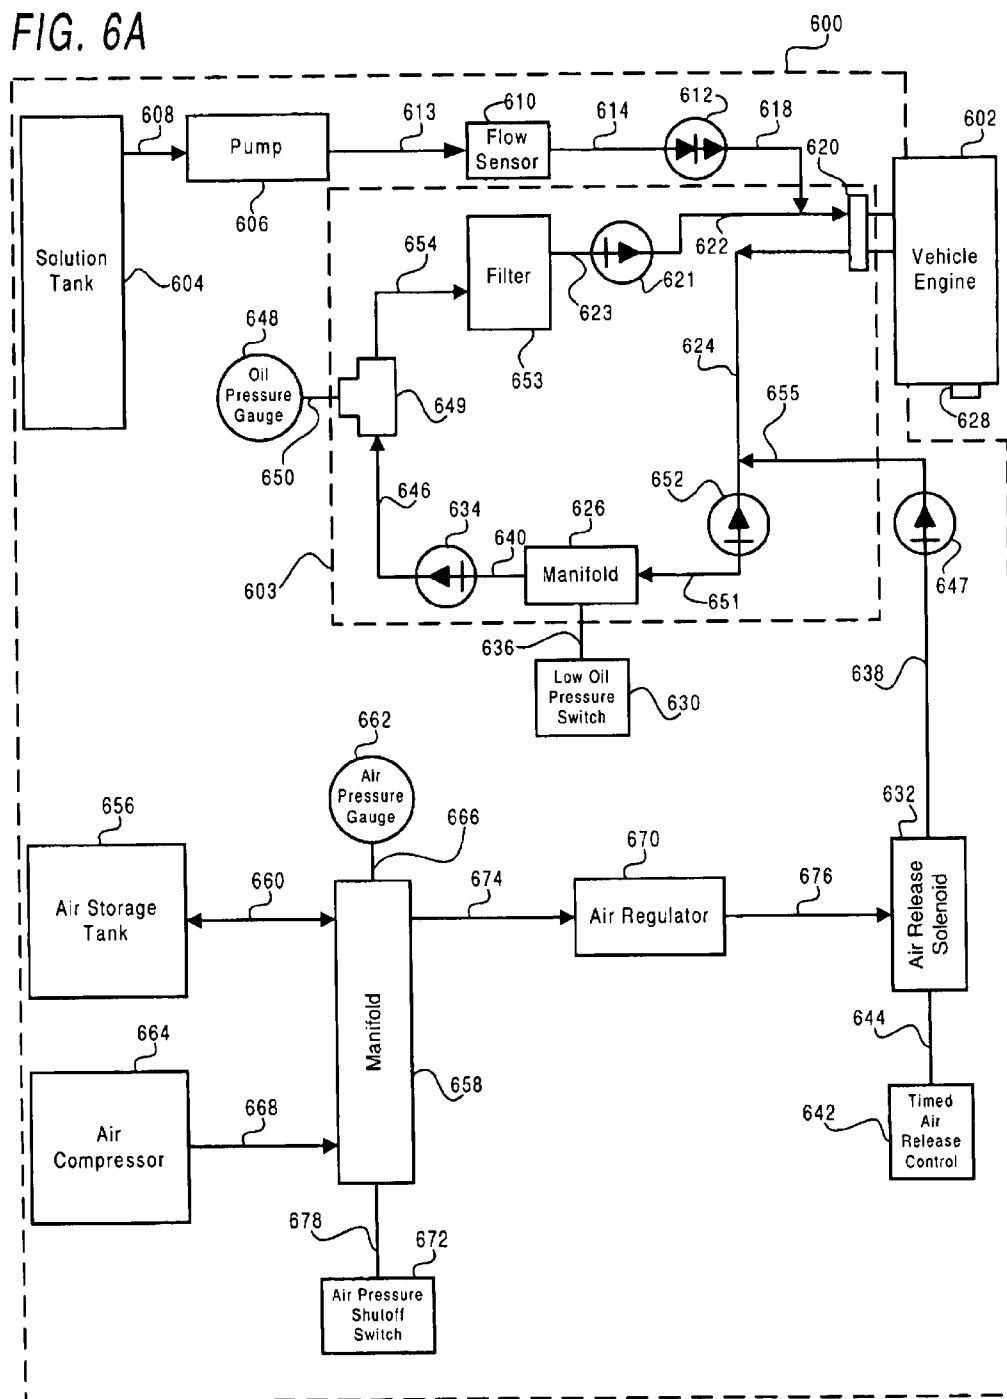 FIG. 6A
600
608
613
610
614
612
618
620
602
Pump
Flow
Sensor
606
Solution
Tank
604
654
Filter
653
623
621
622
Vehicle
Engine
628
648
Oil
Pressure
Gauge
650
649
624
655
646
634
640
626
652
603
Manifold
651
647
636
Low Oil
Pressure
Switch
630
638
662
Air
Pressure
Gauge
666
656
660
674
670
676
632
Air Storage
Tank
Air Regulator
Air Release
Solenoid
Manifold
658
664
668
Air
Compressor
644
642
Timed
Air
Release
Control
678
672
Air Pressure
Shutoff
Switch